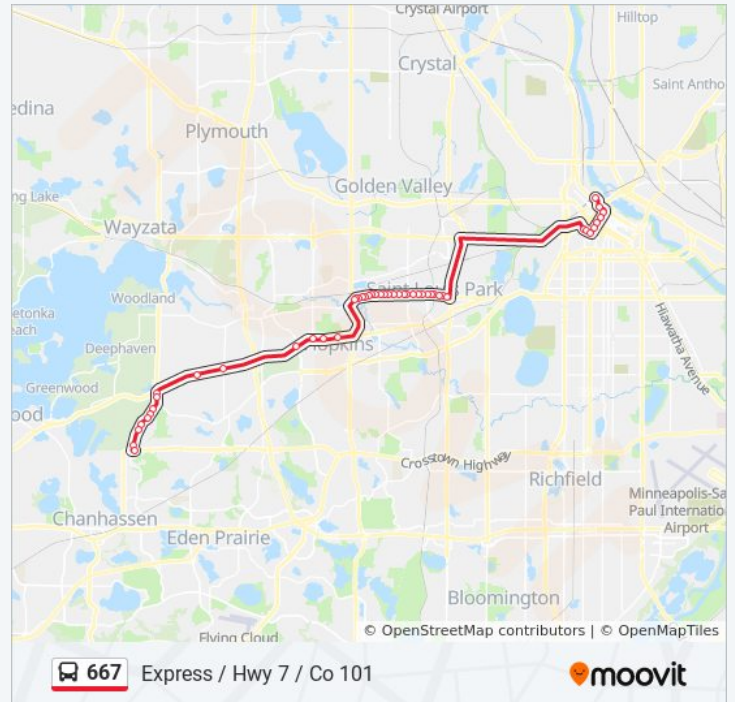 Crystal Airport
Hilltop
Crystal
Saint Antho
edina
Plymouth
Golden Valley
ng Lake
Wayzata
Woodland
Saint Lou s Park
etonka
each
Deephaven
Hopkins
Hiawatha Avenue
Greenwood
ood
Crosstown Highway
Richfield
Minneapolis-Sa
Paul Internatio
Airport
Chanhassen
Eden Prairie
Bloomington
Flying Cloud
© OpenStreetMap contributors | © OpenMapTiles
667 Express / Hwy 7 / Co 101 moovit